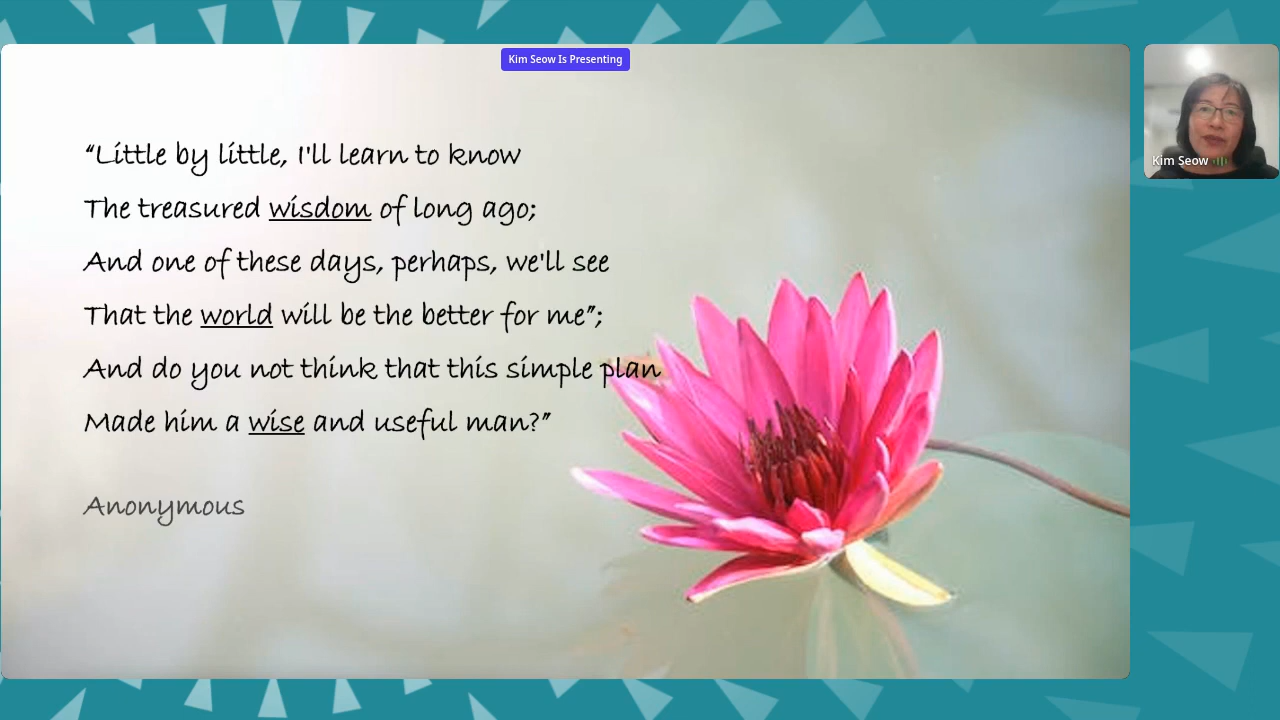 Kim Seow Is Presenting
“Little by little, I'll learn to know
The treasured wisdom of long ago;
And one of these days, perhaps, we'll see
That the world will be the better for me”;
And do you not think that this simple plan
Made him a wise and useful man?”
Anonymous
Kim Seow